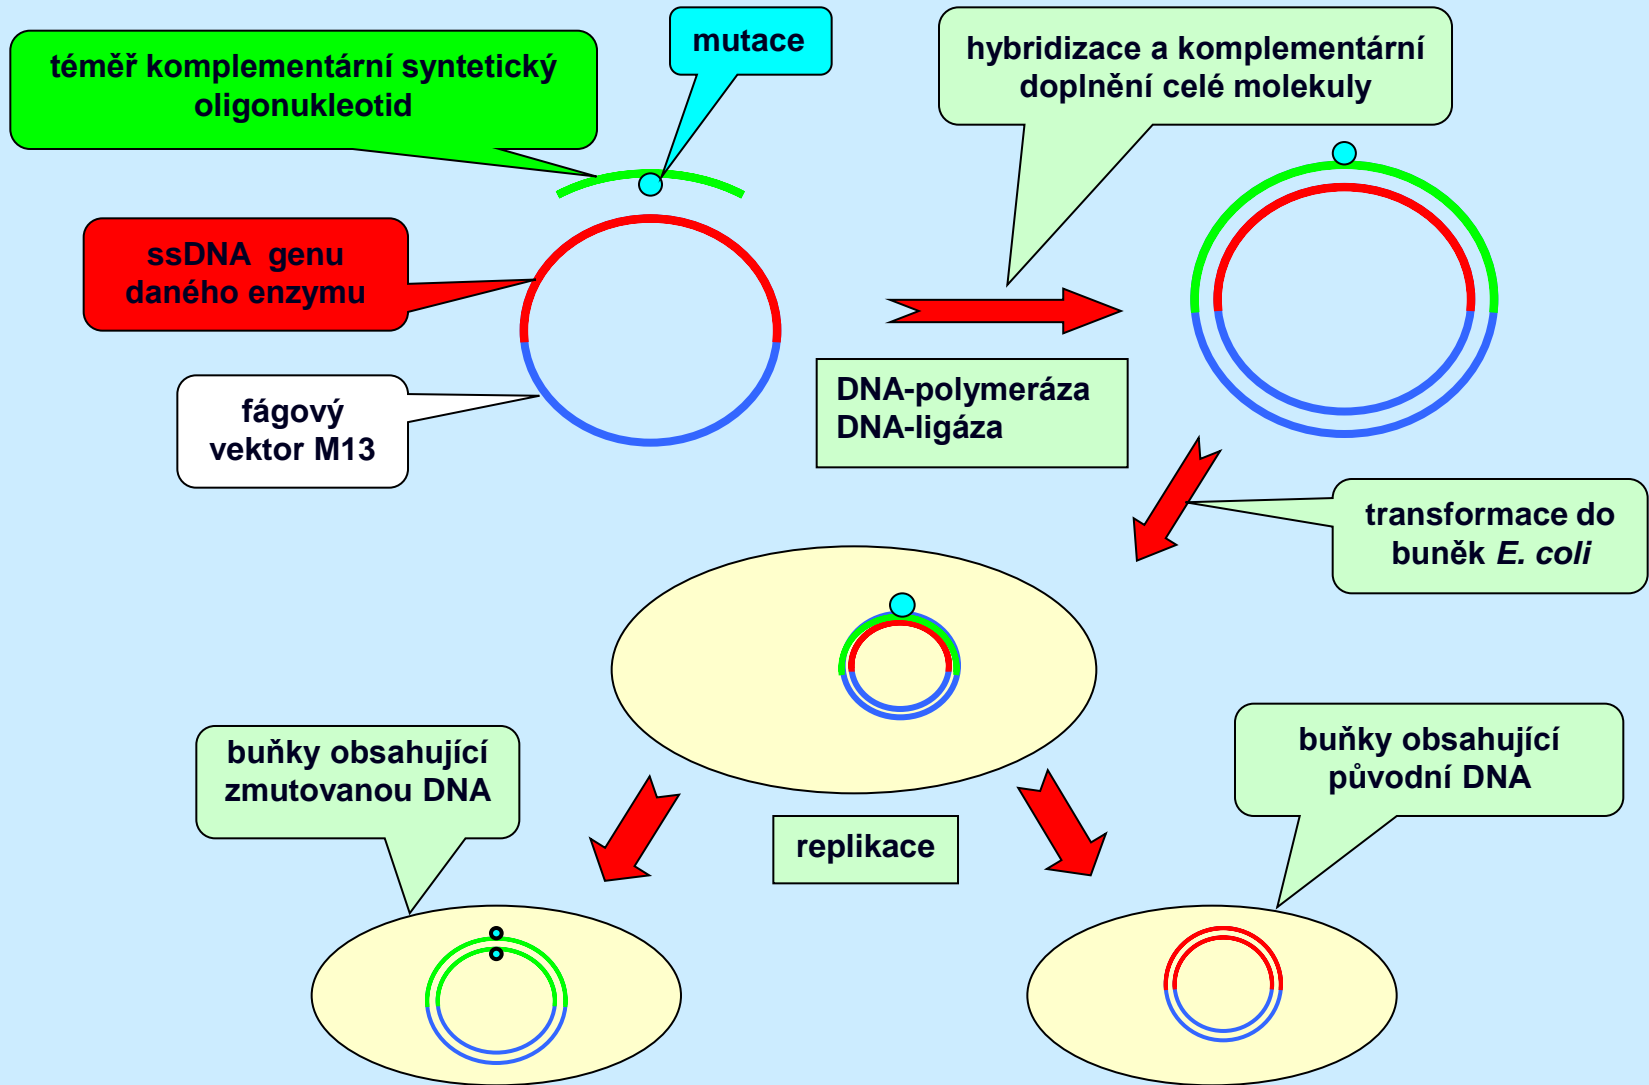 téměř komplementární syntetický
oligonukleotid
mutace
hybridizace a komplementární
doplnění celé molekuly
ssDNA genu
daného enzymu
fágový
vektor M13
DNA-polymeráza
DNA-ligáza
transformace do
buněk E. coli
buňky obsahující
zmutovanou DNA
replikace
buňky obsahující
původní DNA